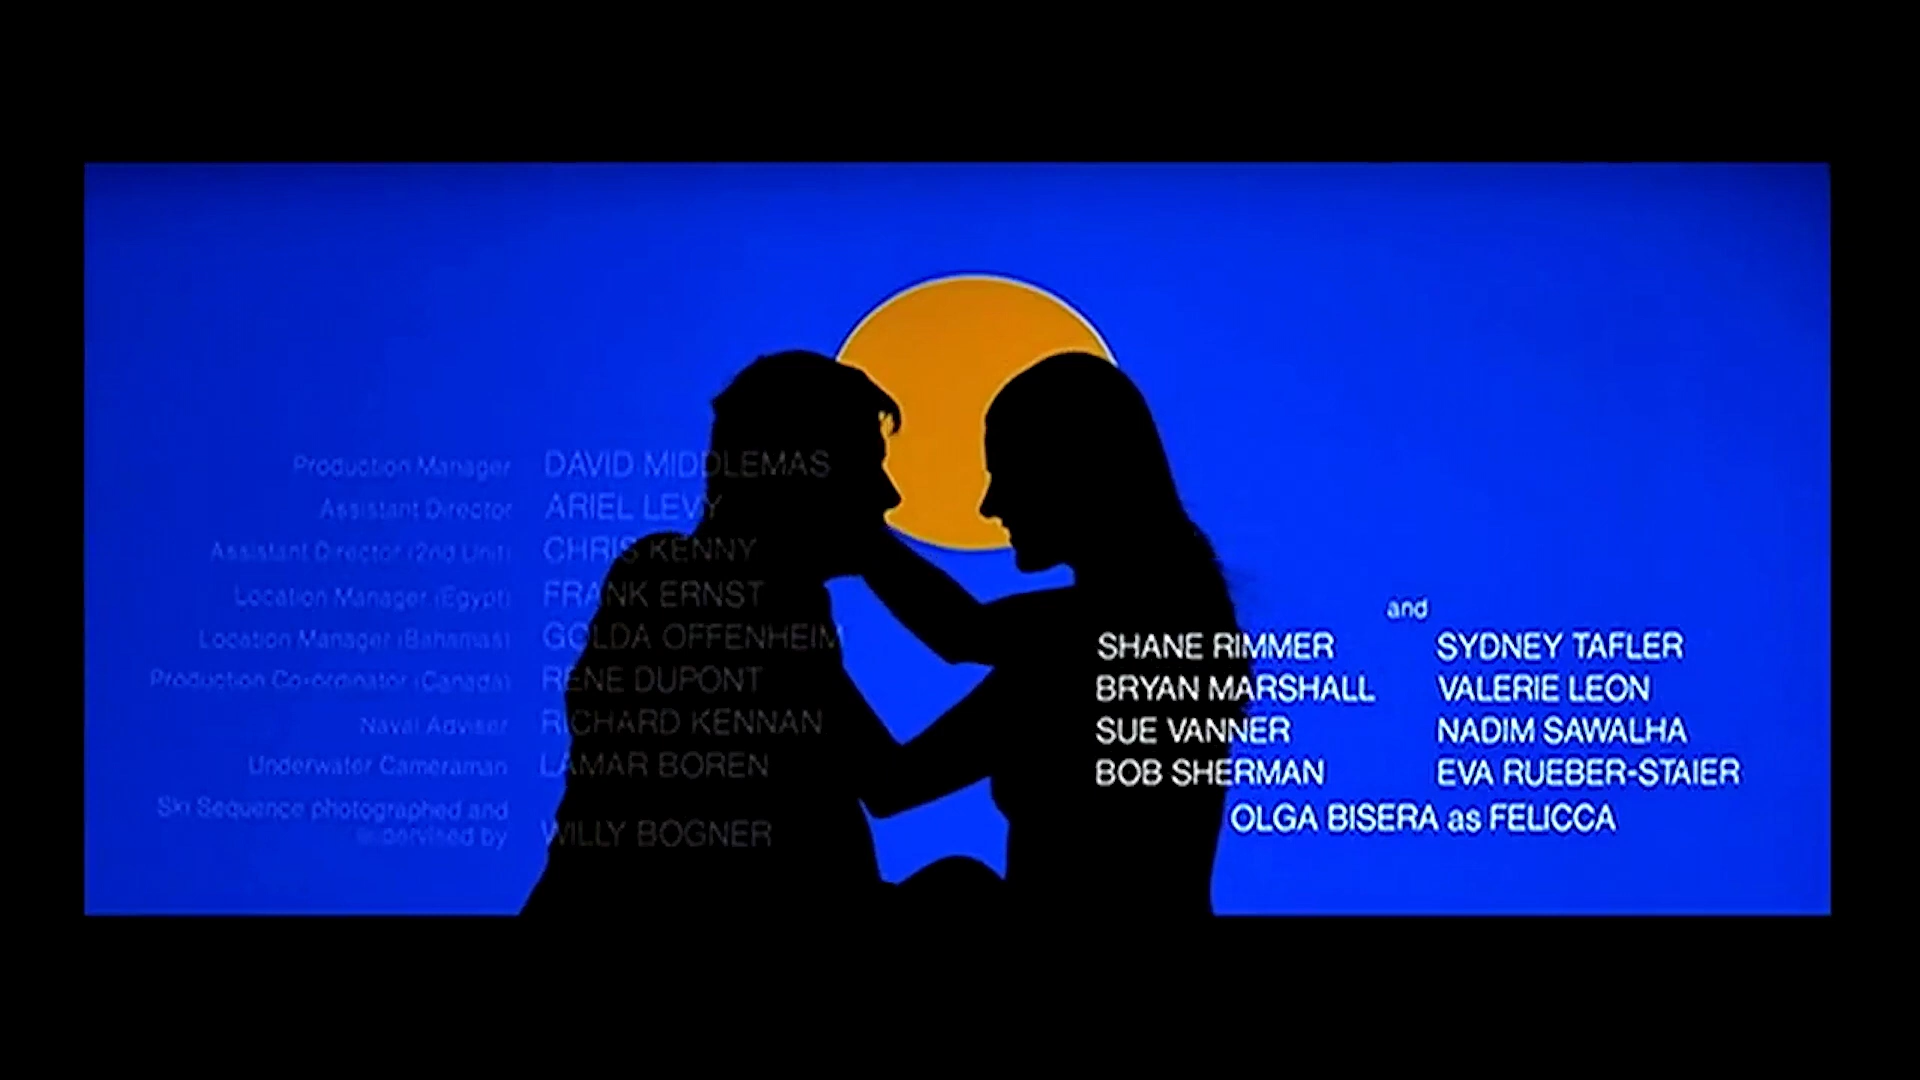 Production Manager DAVID MIDDLEMAS
Assistant Director ARIEL LEVY
Assistant Director (2nd Unit) CHRIS KENNY
Location Manager (Egypt) FRANK ERNST
Location Manager (Bahamas) GOLDA OFFENHEIM
Production Co-ordinator (Canada) RENE DUPONT
Naval Adviser RICHARD KENNAN
Underwater Cameraman LAMAR BOREN
Ski Sequence photographed and
supervised by WILLY BOGNER
and
SHANE RIMMER SYDNEY TAFLER
BRYAN MARSHALL VALERIE LEON
SUE VANNER NADIM SAWALHA
BOB SHERMAN EVA RUEBER-STAIER
OLGA BISERA as FELICCA